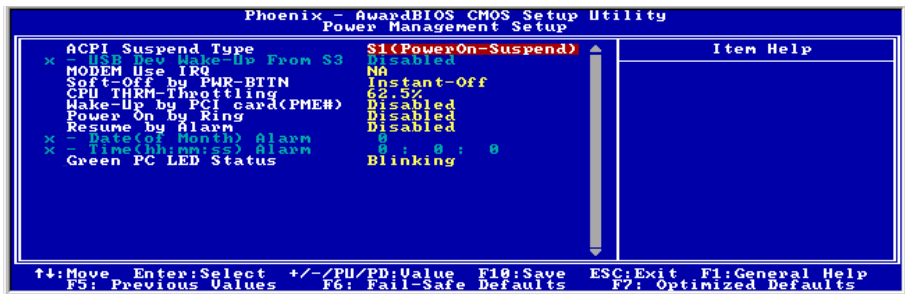 Phoenix - AwardBIOS CMOS Setup Utility
Power Management Setup
ACPI Suspend Type S1(PowerOn-Suspend) Item Help
x - USB Dev Wake-Up From S3 Disabled
MODEM Use IRQ NA
Soft-Off by PWR-BTTN Instant-Off
CPU THRM-Throttling 62.5%
Wake-Up by PCI card(PME#) Disabled
Power On by Ring Disabled
Resume by Alarm Disabled
x - Date(of Month) Alarm 0
x - Time(hh:mm:ss) Alarm 0 : 0 : 0
Green PC LED Status Blinking
↑↓:Move Enter:Select +/-/PU/PD:Value F10:Save ESC:Exit F1:General Help
F5: Previous Values F6: Fail-Safe Defaults F7: Optimized Defaults